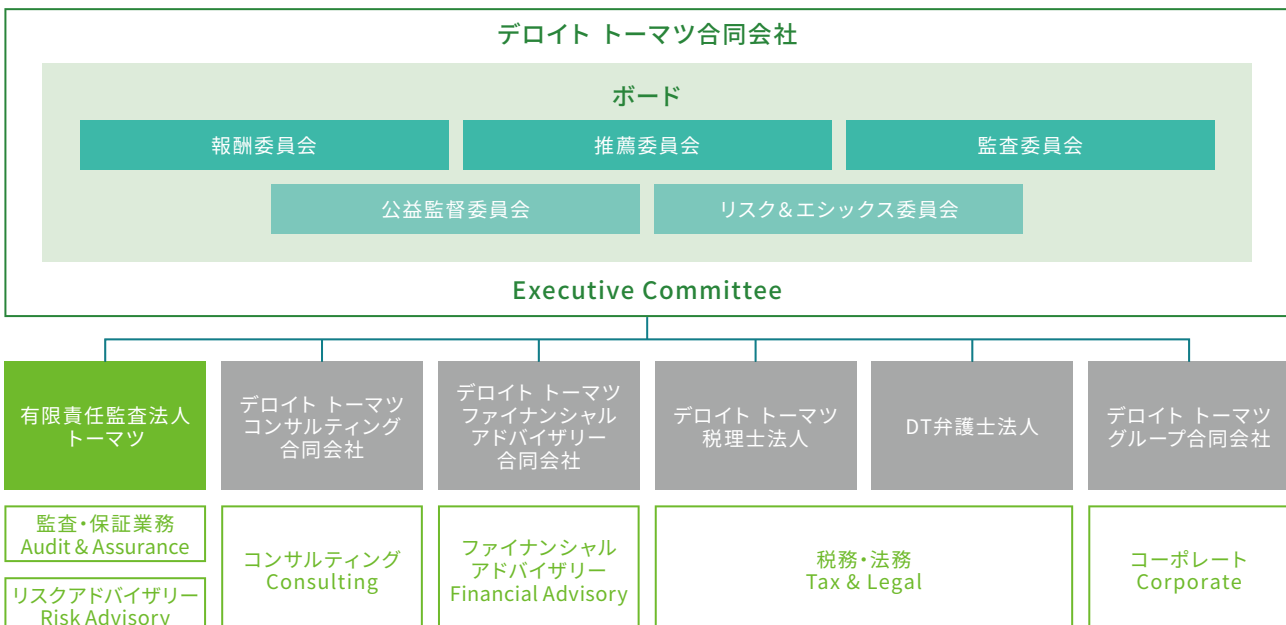 デロイト トーマツ合同会社
ボード
報酬委員会
推薦委員会
監査委員会
公益監督委員会
リスク&エシックス委員会
Executive Committee
有限責任監査法人
トーマツ
デロイト トーマツ
コンサルティング
合同会社
デロイト トーマツ
ファイナンシャル
アドバイザリー
合同会社
デロイト トーマツ
税理士法人
DT弁護士法人
デロイト トーマツ
グループ合同会社
監査・保証業務
Audit & Assurance
リスクアドバイザリー
Risk Advisory
コンサルティング
Consulting
ファイナンシャル
アドバイザリー
Financial Advisory
税務・法務
Tax & Legal
コーポレート
Corporate